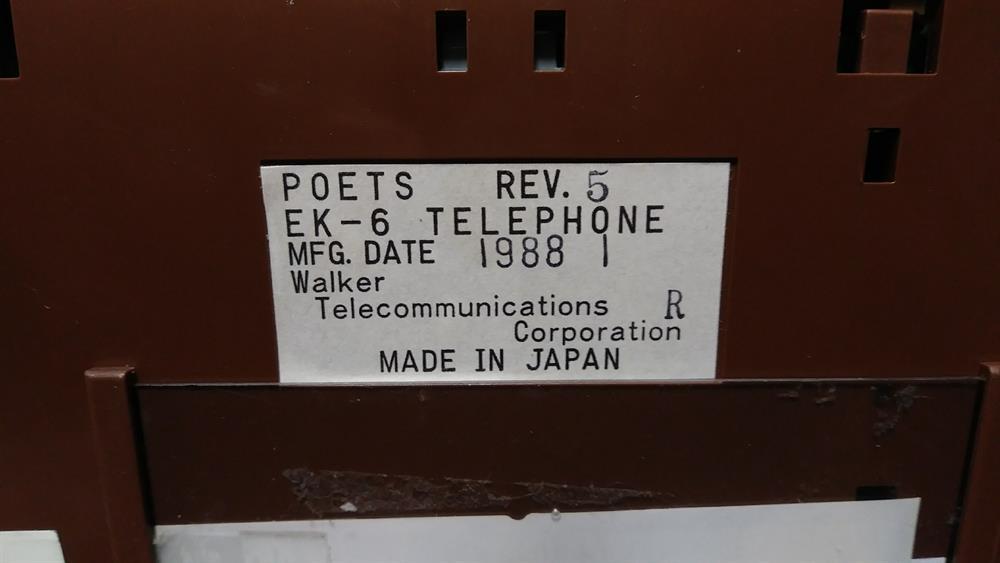 POETS REV. 5
EK-6 TELEPHONE
MFG. DATE 1988 1
Walker
Telecommunications R
Corporation
MADE IN JAPAN